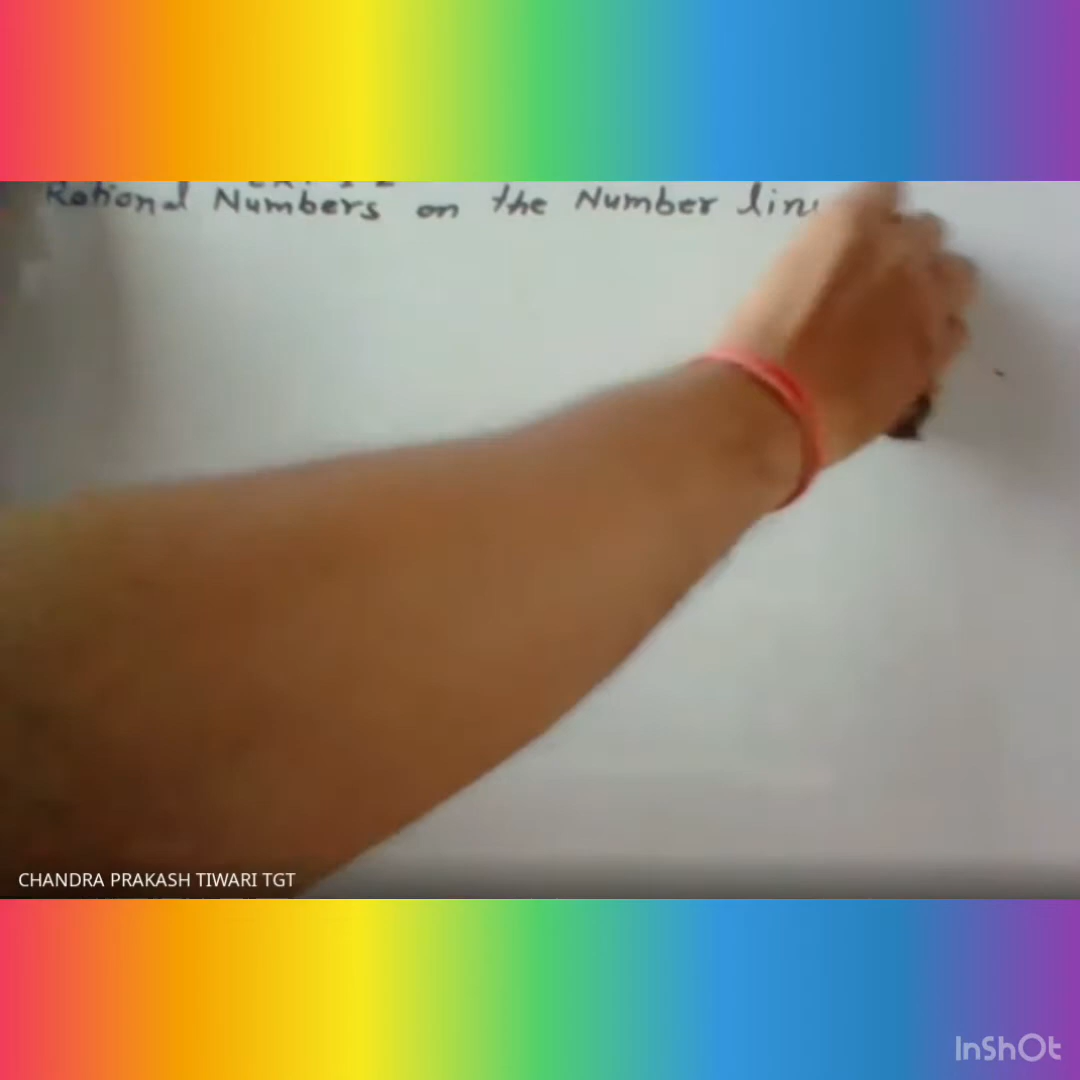 Rational Numbers on the Number lin
CHANDRA PRAKASH TIWARI TGT
InShOt